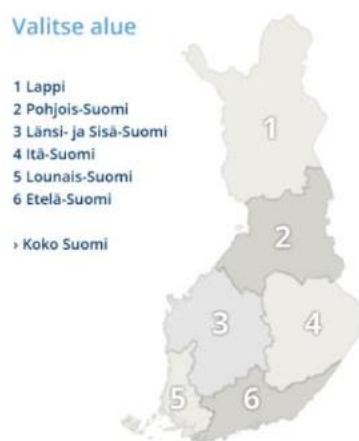 Valitse alue
1 Lappi
2 Pohjois-Suomi
3 Länsi- ja Sisä-Suomi
4 Itä-Suomi
5 Lounais-Suomi
6 Etelä-Suomi
› Koko Suomi
1
2
3
4
5
6